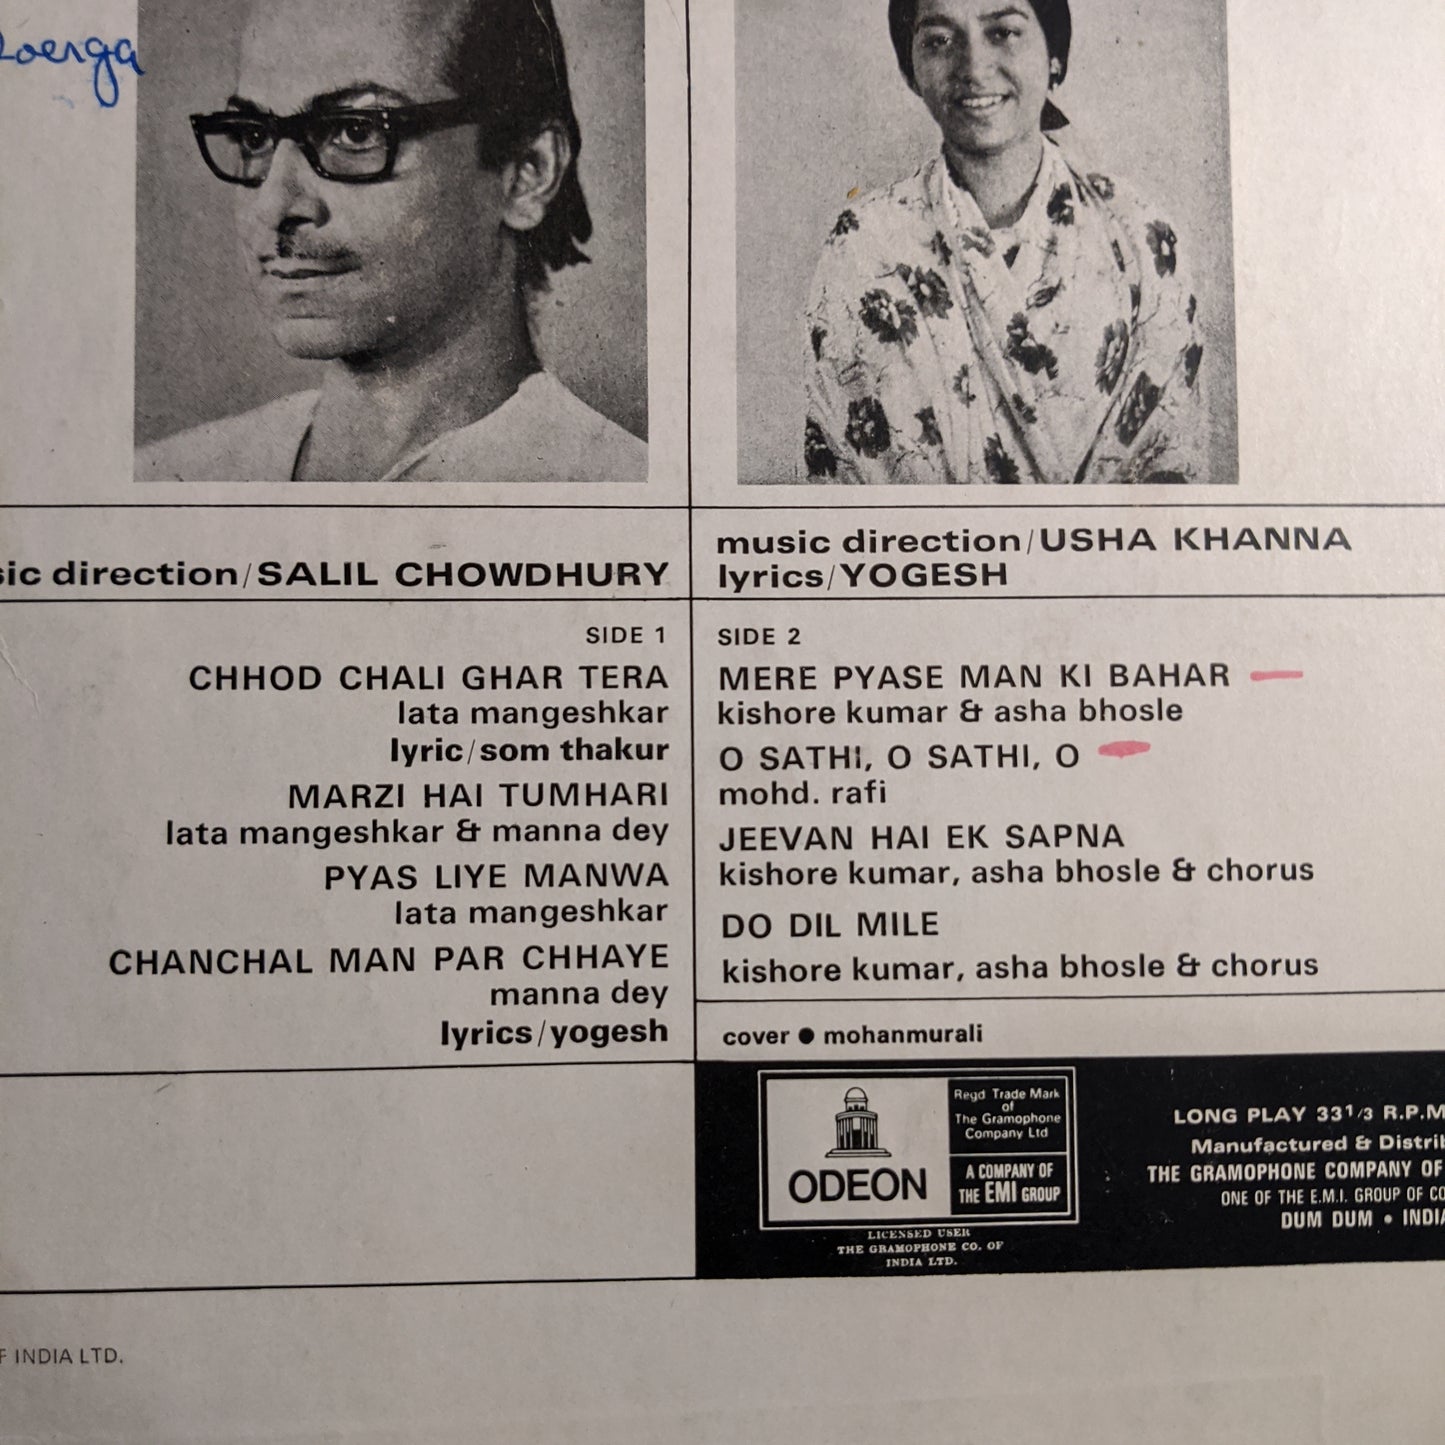 sic direction/SALIL CHOWDHURY
SIDE 1
CHHOD CHALI GHAR TERA
lata mangeshkar
lyric/som thakur
MARZI HAI TUMHARI
lata mangeshkar & manna dey
PYAS LIYE MANWA
lata mangeshkar
CHANCHAL MAN PAR CHHAYE
manna dey
lyrics/yogesh
music direction/USHA KHANNA
lyrics/YOGESH
SIDE 2
MERE PYASE MAN KI BAHAR
kishore kumar & asha bhosle
O SATHI, O SATHI, O
mohd. rafi
JEEVAN HAI EK SAPNA
kishore kumar, asha bhosle & chorus
DO DIL MILE
kishore kumar, asha bhosle & chorus
cover ● mohanmurali
ODEON
Regd Trade Mark
of
The Gramophone
Company Ltd
A COMPANY OF
THE EMI GROUP
LICENSED USER
THE GRAMOPHONE CO. OF
INDIA LTD.
LONG PLAY 33 1/3 R.P.M
Manufactured & Distrib
THE GRAMOPHONE COMPANY OF
ONE OF THE E.M.I. GROUP OF CO
DUM DUM • INDIA
F INDIA LTD.